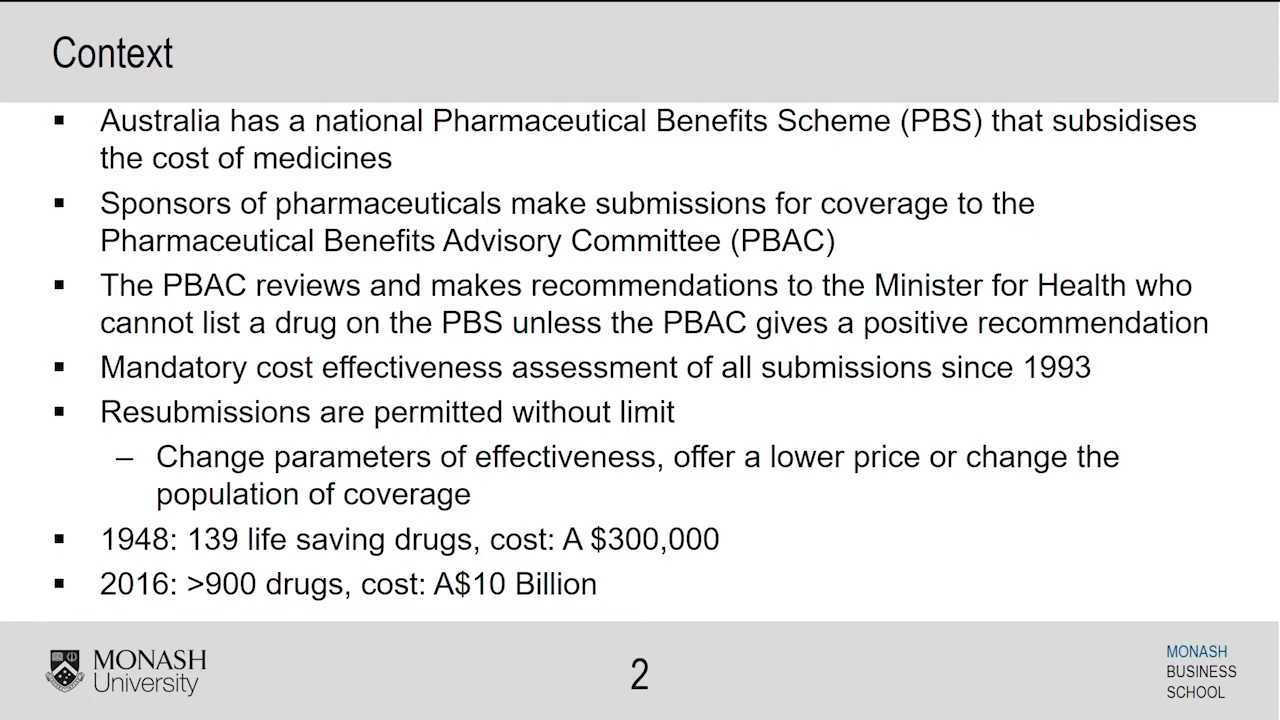 Context
▪ Australia has a national Pharmaceutical Benefits Scheme (PBS) that subsidises
the cost of medicines
▪ Sponsors of pharmaceuticals make submissions for coverage to the
Pharmaceutical Benefits Advisory Committee (PBAC)
▪ The PBAC reviews and makes recommendations to the Minister for Health who
cannot list a drug on the PBS unless the PBAC gives a positive recommendation
▪ Mandatory cost effectiveness assessment of all submissions since 1993
▪ Resubmissions are permitted without limit
– Change parameters of effectiveness, offer a lower price or change the
population of coverage
▪ 1948: 139 life saving drugs, cost: A $300,000
▪ 2016: >900 drugs, cost: A$10 Billion
MONASH
University
2
MONASH
BUSINESS
SCHOOL